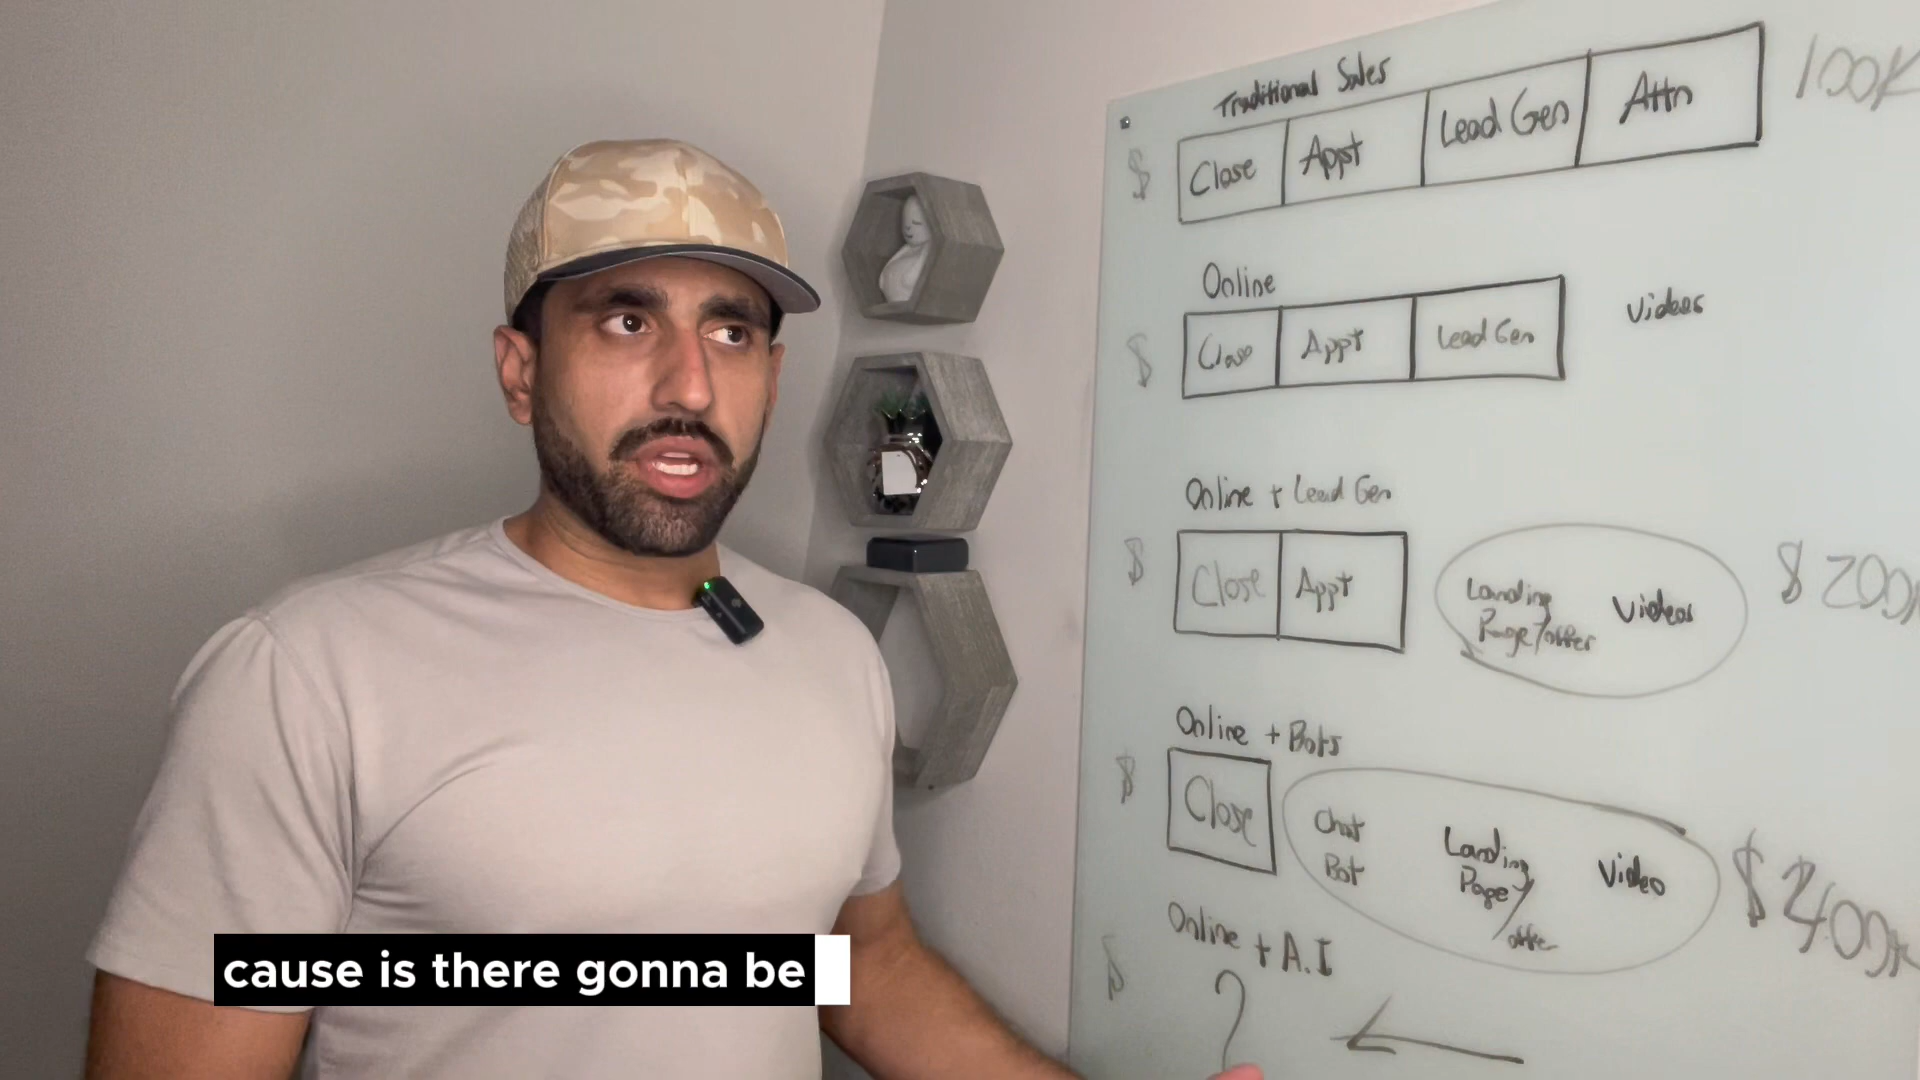 Traditional Sales
100K
$ Close Appt Lead Gen Attn
Online
$ Close Appt Lead Gen Videos
Online + Lead Gen
$ Close Appt Landing Page/offer Videos $200k
Online + Bots
$ Close Chat Bot Landing Page/offer Video $400k
Online + A.I
$ ?
cause is there gonna be